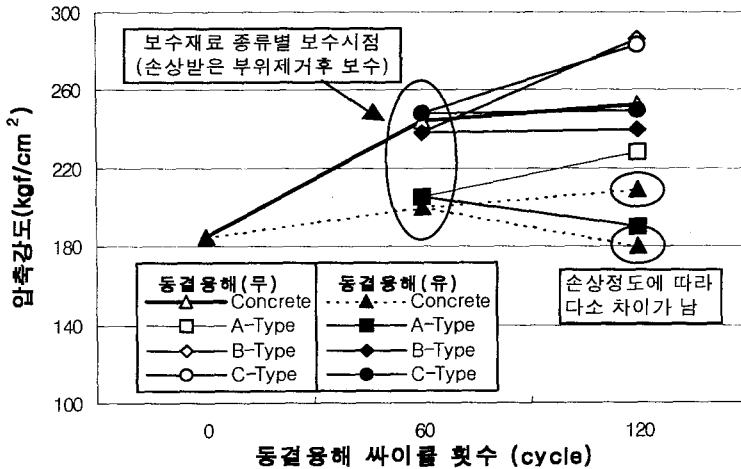 300
260
220
180
140
100
압축강도(kgf/cm²)
보수재료 종류별 보수시점
(손상받은 부위제거후 보수)
동결융해(무)
Concrete
A-Type
B-Type
C-Type
동결융해(유)
Concrete
A-Type
B-Type
C-Type
손상정도에 따라
다소 차이가 남
0
60
120
동결융해 싸이클 횟수 (cycle)